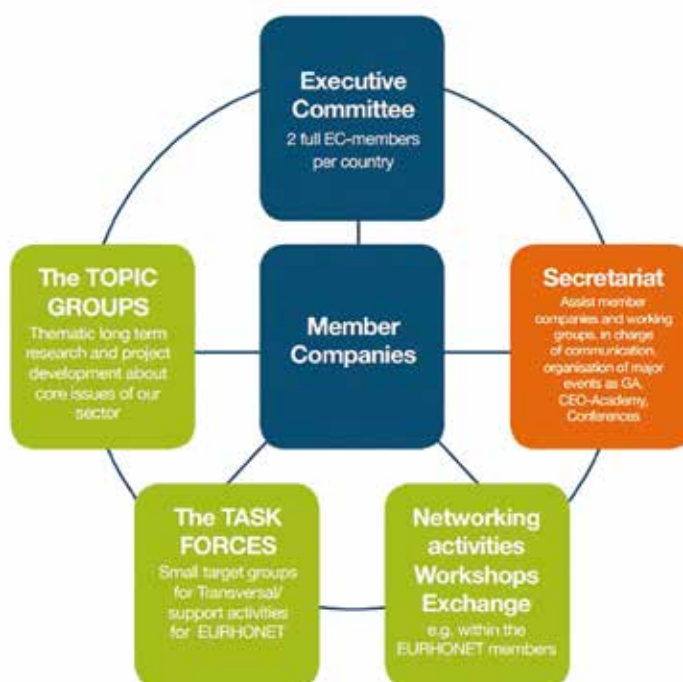 Executive
Committee
2 full EC-members
per country
The TOPIC
GROUPS
Thematic long term
research and project
development about
core issues of our
sector
Member
Companies
Secretariat
Assist member
companies and working
groups, in charge
of communication,
organisation of major
events as GA,
CEO-Academy,
Conferences
The TASK
FORCES
Small target groups
for Transversal/
support activities
for EURHONET
Networking
activities
Workshops
Exchange
e.g. within the
EURHONET members